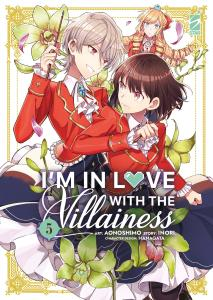 I'M IN LOVE
WITH THE
Villainess
5
ART: AONOSHIMO STORY: INORI.
CHARACTER DESIGN: HANAGATA